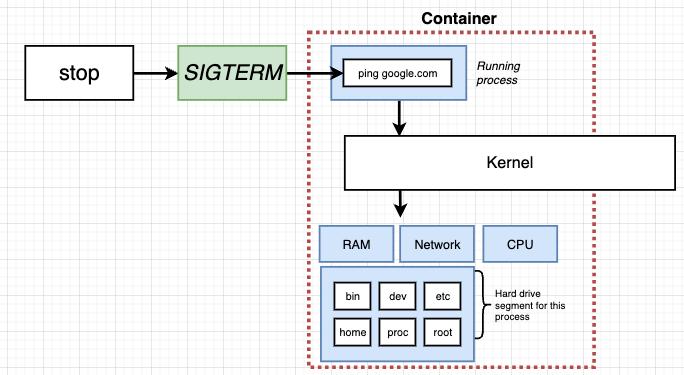 Container
stop
SIGTERM
ping google.com
Running
process
Kernel
RAM
Network
CPU
bin
dev
etc
home
proc
root
Hard drive
segment for this
process